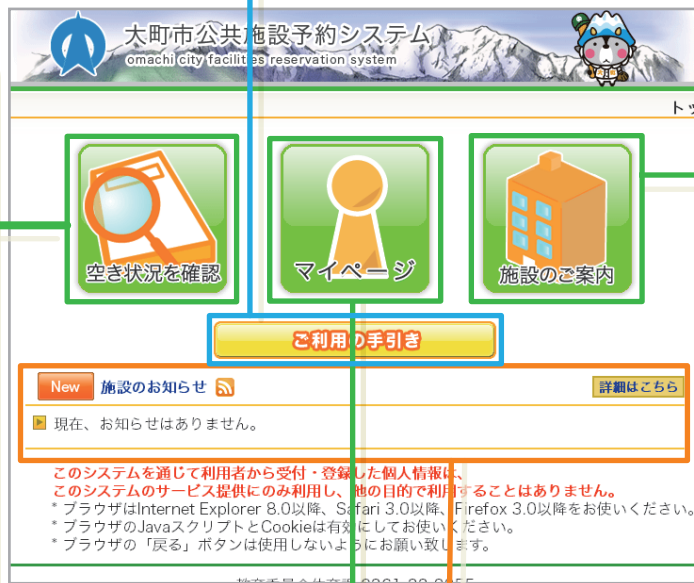 大町市公共施設予約システム
omachi city facilities reservation system
空き状況を確認
マイページ
施設のご案内
ご利用の手引き
New 施設のお知らせ 詳細はこちら
現在、お知らせはありません。
このシステムを通じて利用者から受付・登録した個人情報は、
このシステムのサービス提供にのみ利用し、他の目的で利用することはありません。
* ブラウザはInternet Explorer 8.0以降、Safari 3.0以降、Firefox 3.0以降をお使いください。
* ブラウザのJavaスクリプトとCookieは有効にしてお使いください。
* ブラウザの「戻る」ボタンは使用しないようにお願い致します。